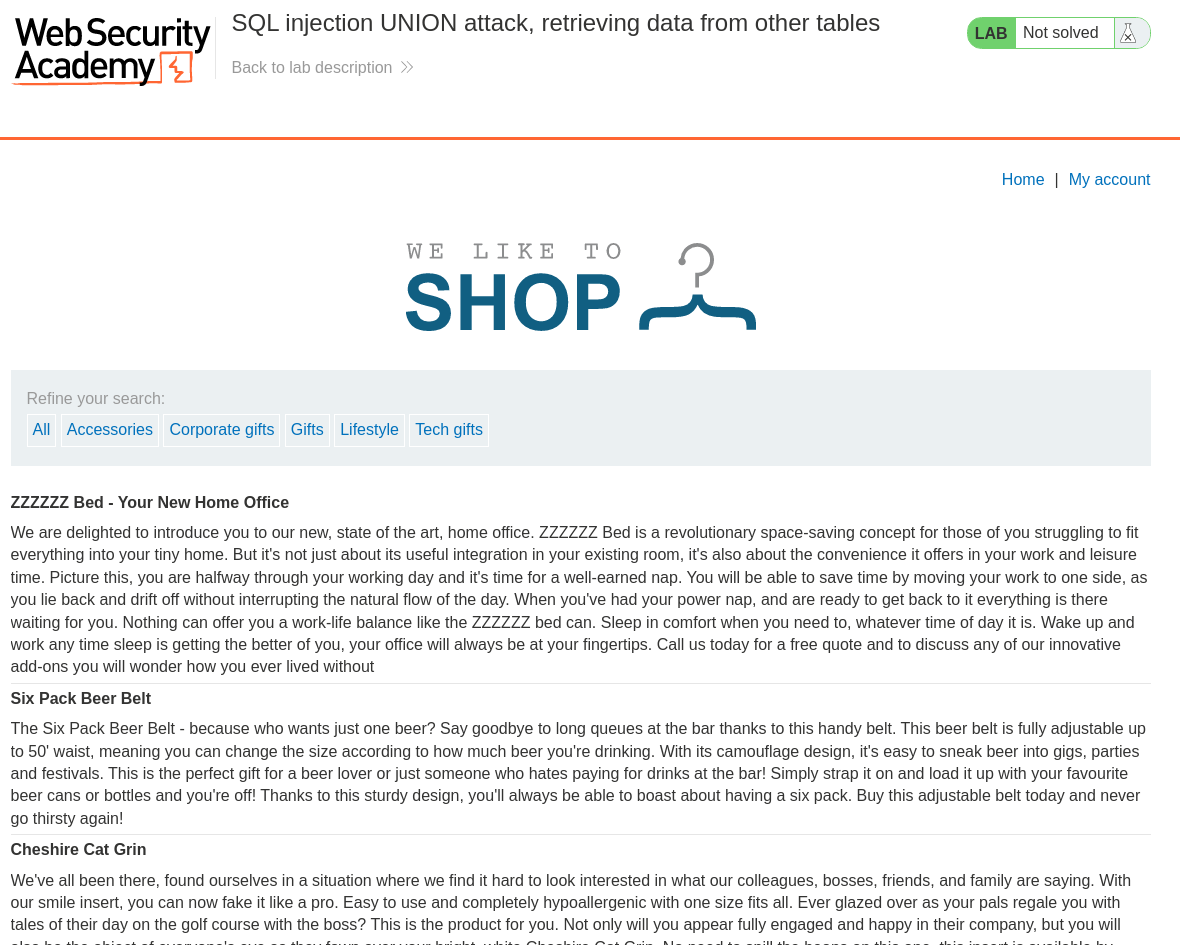 Web Security
Academy
SQL injection UNION attack, retrieving data from other tables
Back to lab description
LAB Not solved
Home | My account
WE LIKE TO
SHOP
Refine your search:
All Accessories Corporate gifts Gifts Lifestyle Tech gifts
ZZZZZZ Bed - Your New Home Office
We are delighted to introduce you to our new, state of the art, home office. ZZZZZZ Bed is a revolutionary space-saving concept for those of you struggling to fit
everything into your tiny home. But it's not just about its useful integration in your existing room, it's also about the convenience it offers in your work and leisure
time. Picture this, you are halfway through your working day and it's time for a well-earned nap. You will be able to save time by moving your work to one side, as
you lie back and drift off without interrupting the natural flow of the day. When you've had your power nap, and are ready to get back to it everything is there
waiting for you. Nothing can offer you a work-life balance like the ZZZZZZ bed can. Sleep in comfort when you need to, whatever time of day it is. Wake up and
work any time sleep is getting the better of you, your office will always be at your fingertips. Call us today for a free quote and to discuss any of our innovative
add-ons you will wonder how you ever lived without
Six Pack Beer Belt
The Six Pack Beer Belt - because who wants just one beer? Say goodbye to long queues at the bar thanks to this handy belt. This beer belt is fully adjustable up
to 50' waist, meaning you can change the size according to how much beer you're drinking. With its camouflage design, it's easy to sneak beer into gigs, parties
and festivals. This is the perfect gift for a beer lover or just someone who hates paying for drinks at the bar! Simply strap it on and load it up with your favourite
beer cans or bottles and you're off! Thanks to this sturdy design, you'll always be able to boast about having a six pack. Buy this adjustable belt today and never
go thirsty again!
Cheshire Cat Grin
We've all been there, found ourselves in a situation where we find it hard to look interested in what our colleagues, bosses, friends, and family are saying. With
our smile insert, you can now fake it like a pro. Easy to use and completely hypoallergenic with one size fits all. Ever glazed over as your pals regale you with
tales of their day on the golf course with the boss? This is the product for you. Not only will you appear fully engaged and happy in their company, but you will